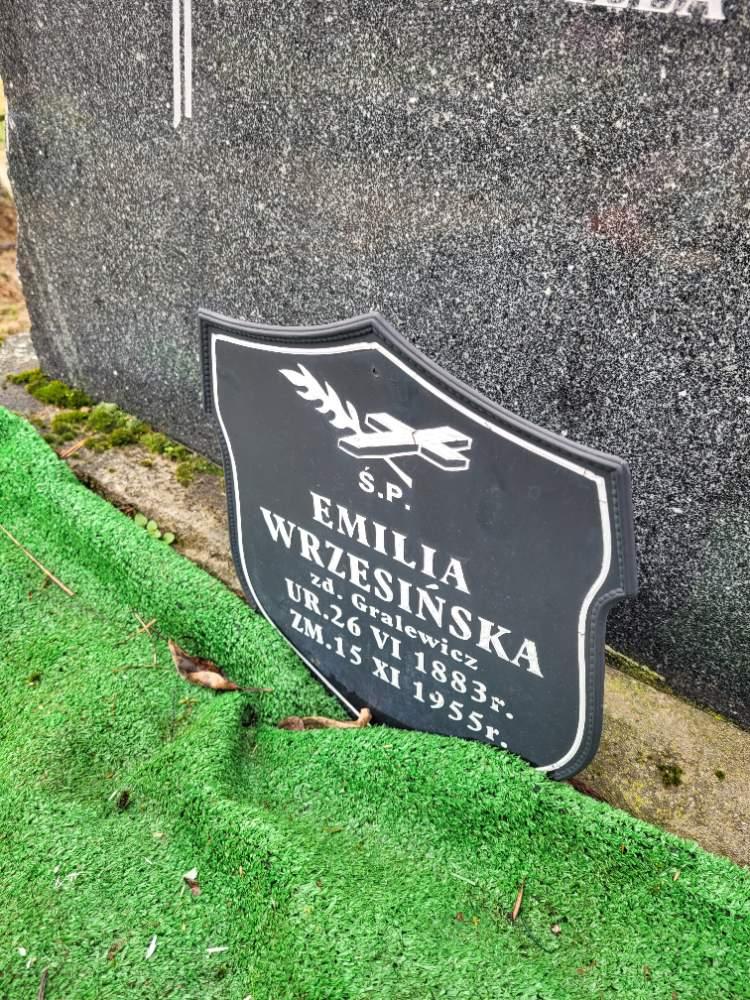 Ś.P.
EMILIA
WRZESIŃSKA
zd. Gralewicz
UR.26 VI 1883r.
ZM.15 XI 1955r.